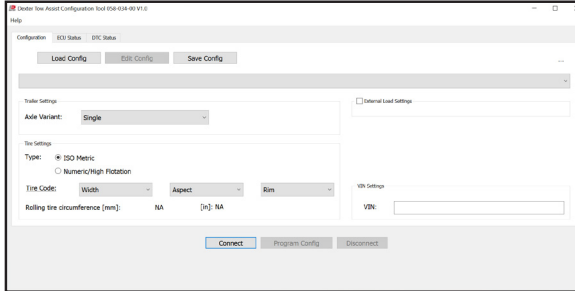 Dexter Tow Assist Configuration Tool 058-034-00 V1.0
Help
Configuration ECU Status DTC Status
Load Config Edit Config Save Config ...
Trailer Settings External Load Settings
Axle Variant: Single
Tire Settings
Type: ISO Metric
Numeric/High Flotation
Tire Code: Width Aspect Rim
VIN Settings
Rolling tire circumference [mm]: NA [in]: NA VIN:
Connect Program Config Disconnect